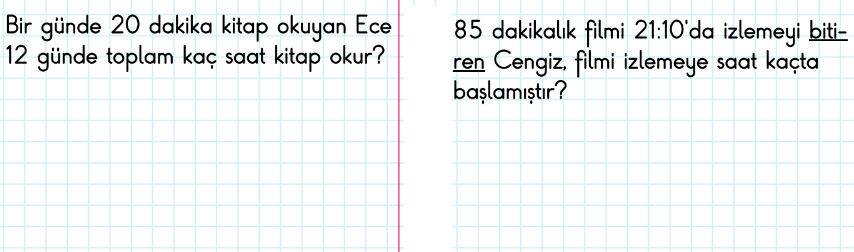 Bir günde 20 dakika kitap okuyan Ece
12 günde toplam kaç saat kitap okur?
85 dakikalık filmi 21:10'da izlemeyi biti-
ren Cengiz, filmi izlemeye saat kaçta
başlamıştır?